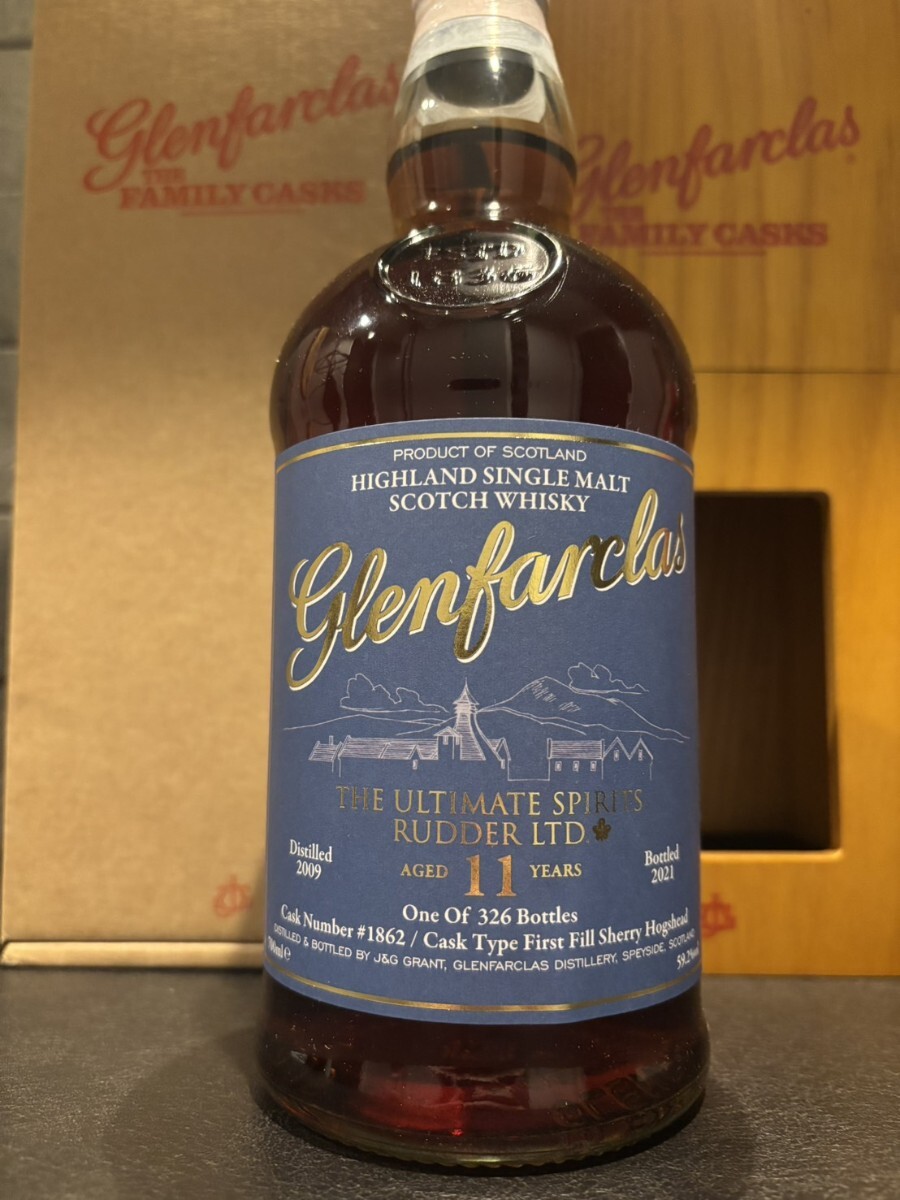 Glenfarclas
THE
FAMILY CASKS
Glenfarclas
THE
FAMILY CASKS
PRODUCT OF SCOTLAND
HIGHLAND SINGLE MALT
SCOTCH WHISKY
Glenfarclas
THE ULTIMATE SPIRITS
RUDDER LTD.
Distilled
2009
AGED 11 YEARS
Bottled
2021
One Of 326 Bottles
Cask Number #1862 / Cask Type First Fill Sherry Hogshead
DISTILLED & BOTTLED BY J&G GRANT, GLENFARCLAS DISTILLERY, SPEYSIDE, SCOTLAND
700ml e
59.2%